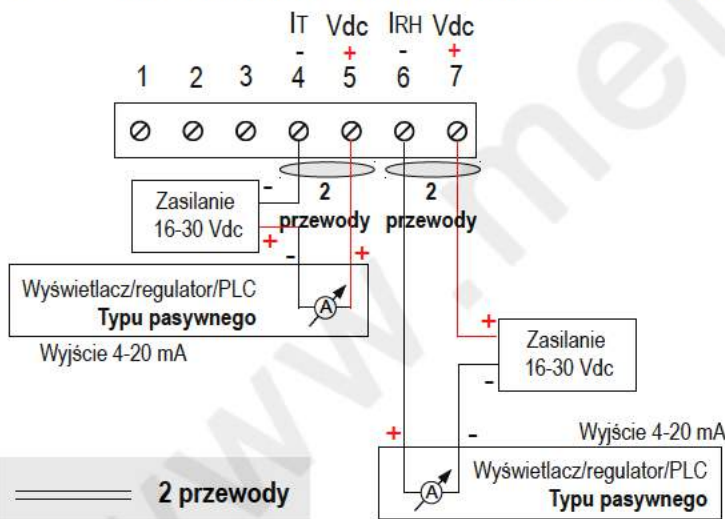 IT Vdc IRH Vdc
- + - +
1 2 3 4 5 6 7
2 przewody
2 przewody
Zasilanie
16-30 Vdc
-
+
- +
Wyświetlacz/regulator/PLC
Typu pasywnego
A
Wyjście 4-20 mA
+
-
Zasilanie
16-30 Vdc
+ -
Wyjście 4-20 mA
Wyświetlacz/regulator/PLC
Typu pasywnego
A
2 przewody